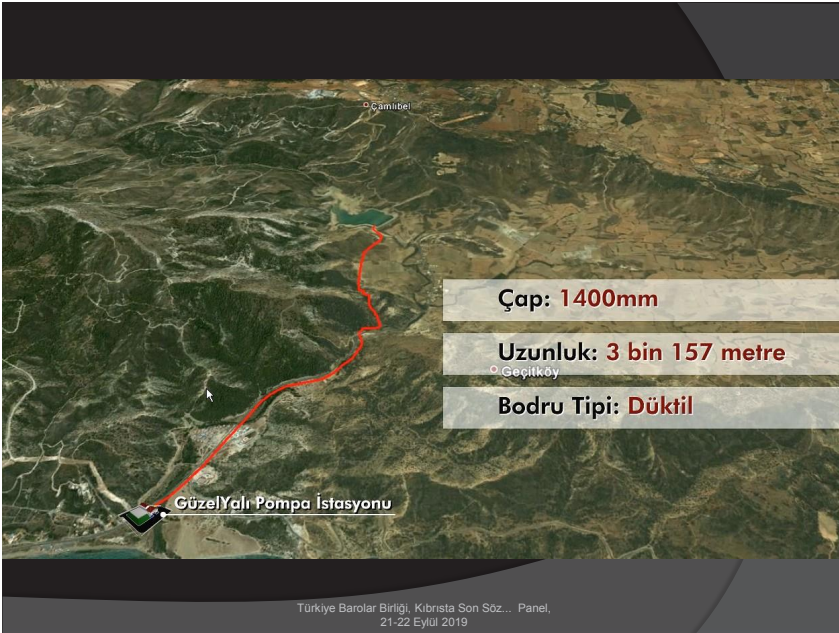 Çamlıbel
Çap: 1400mm
Uzunluk: 3 bin 157 metre
Geçitköy
Bodru Tipi: Düktil
GüzelYalı Pompa İstasyonu
Türkiye Barolar Birliği, Kıbrısta Son Söz... Panel,
21-22 Eylül 2019